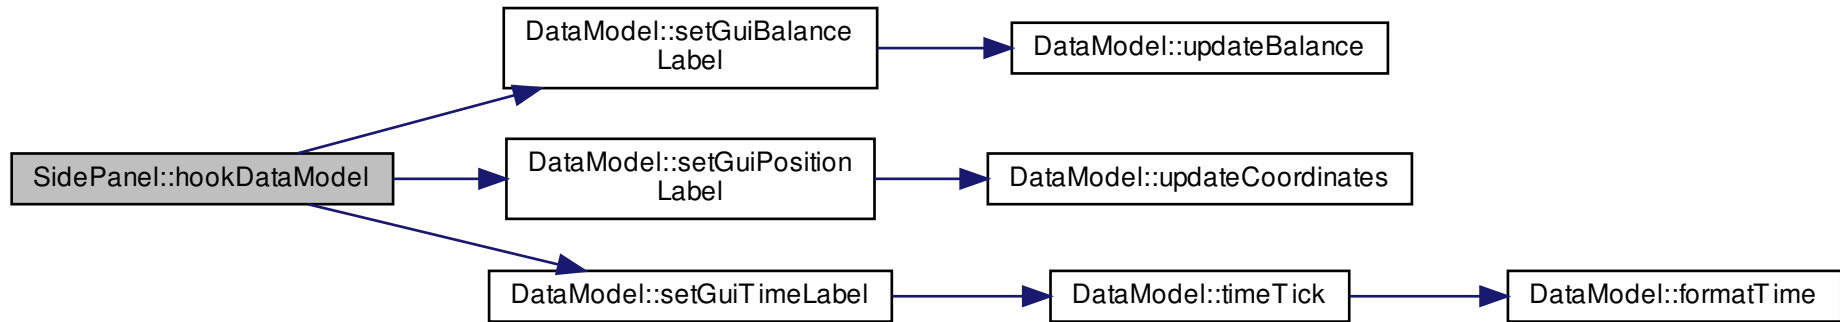 DataModel::setGuiBalance
Label
DataModel::updateBalance
SidePanel::hookDataModel
DataModel::setGuiPosition
Label
DataModel::updateCoordinates
DataModel::setGuiTimeLabel
DataModel::timeTick
DataModel::formatTime